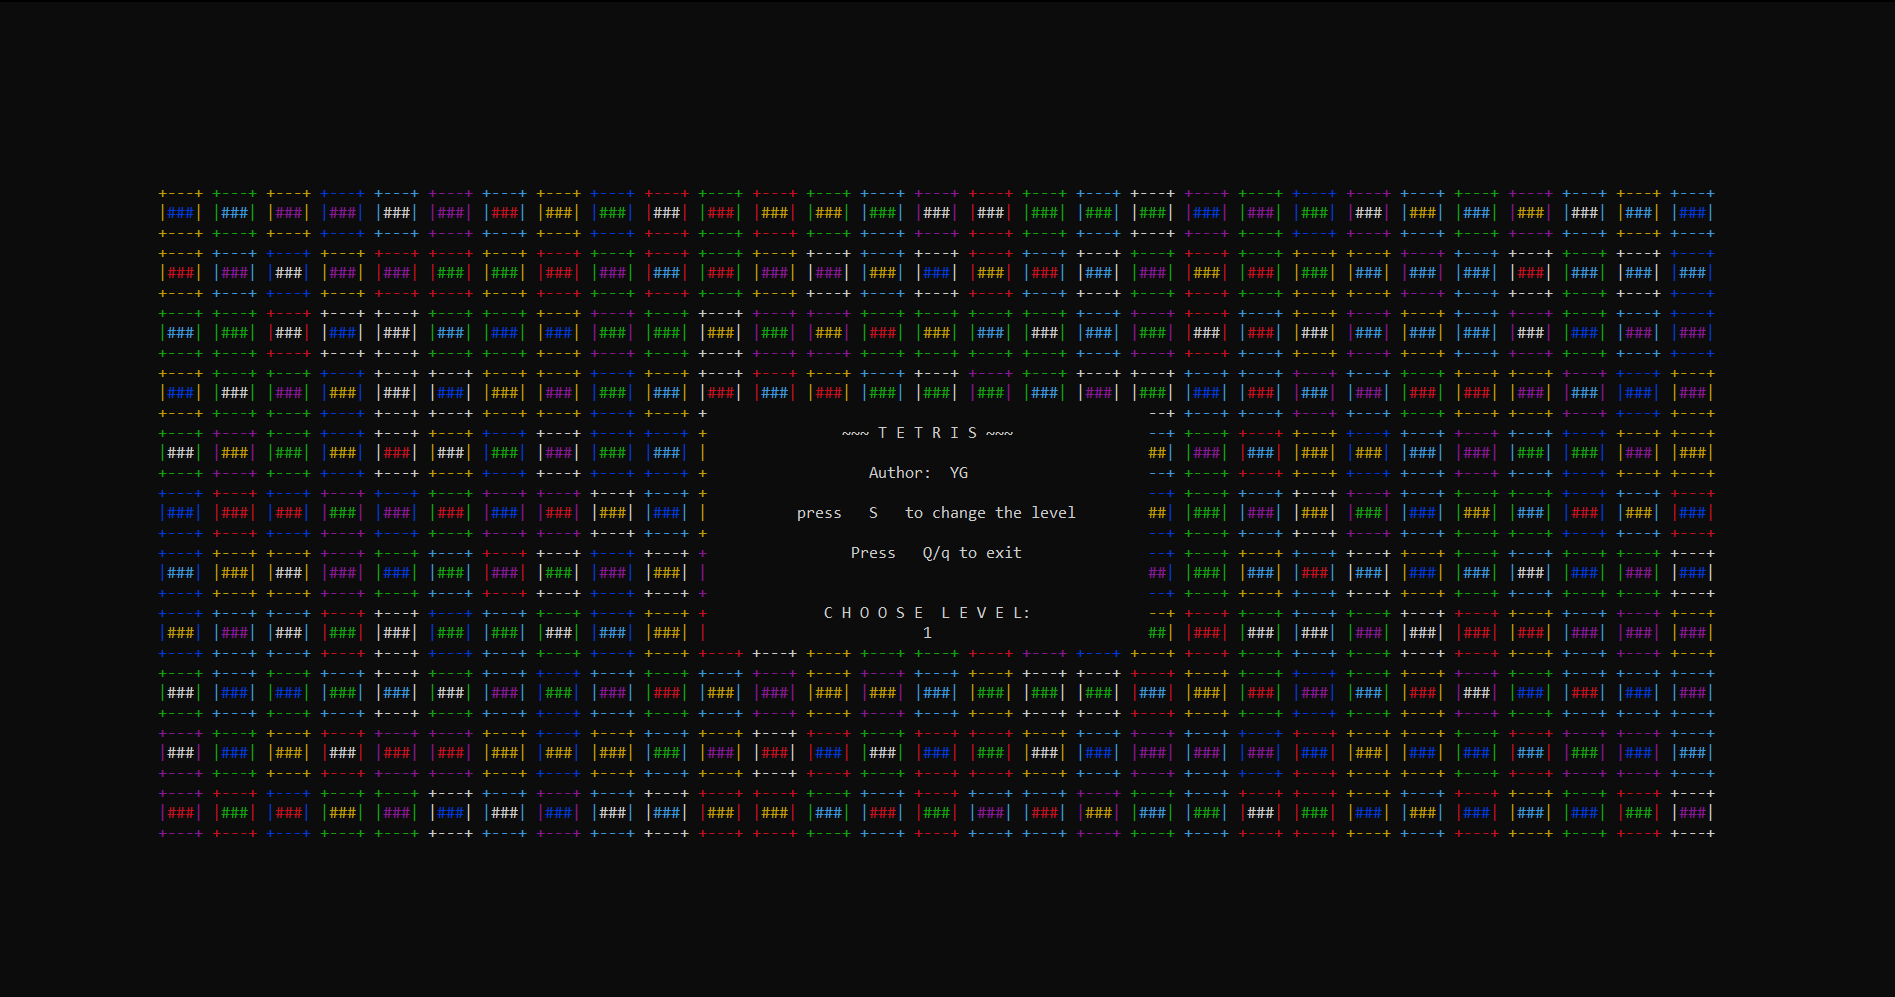 ~~~ T E T R I S ~~~
Author:  YG
press   S   to change the level
Press   Q/q to exit
C H O O S E  L E V E L:
1